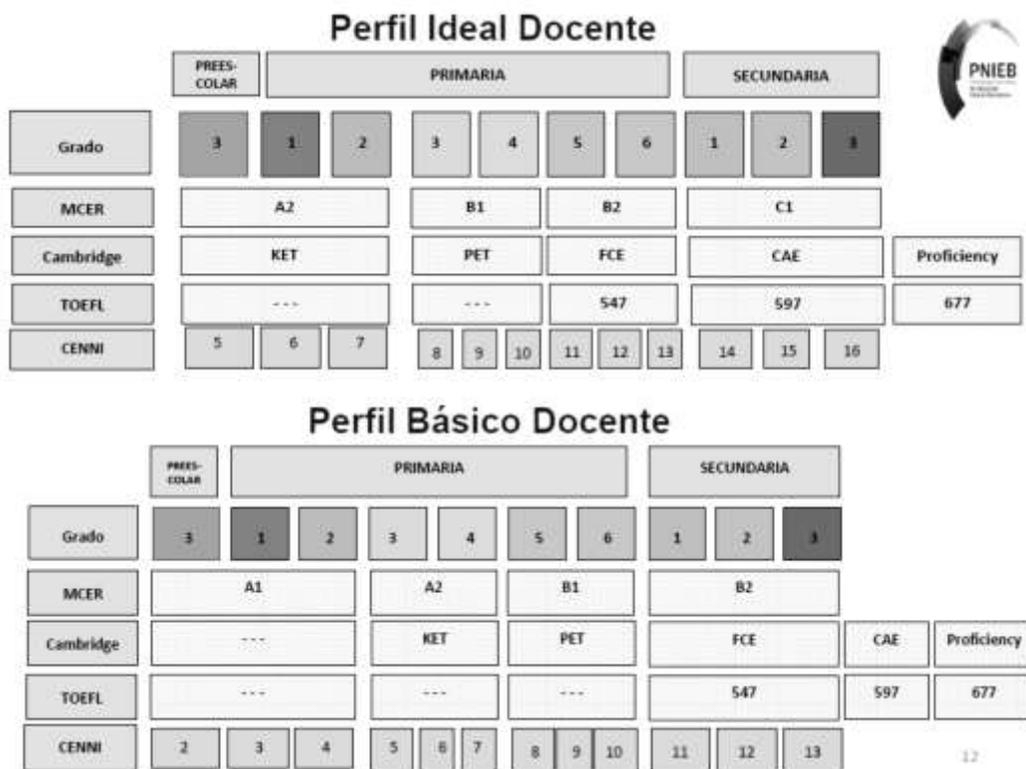 Perfil Ideal Docente
PNIEB
PREES-
COLAR
PRIMARIA
SECUNDARIA
Grado 3 1 2 3 4 5 6 1 2 3
MCER A2 B1 B2 C1
Cambridge KET PET FCE CAE Proficiency
TOEFL --- --- 547 597 677
CENNI 5 6 7 8 9 10 11 12 13 14 15 16
Perfil Básico Docente
PREES-
COLAR
PRIMARIA
SECUNDARIA
Grado 3 1 2 3 4 5 6 1 2 3
MCER A1 A2 B1 B2
Cambridge --- KET PET FCE CAE Proficiency
TOEFL --- --- --- 547 597 677
CENNI 2 3 4 5 6 7 8 9 10 11 12 13
12